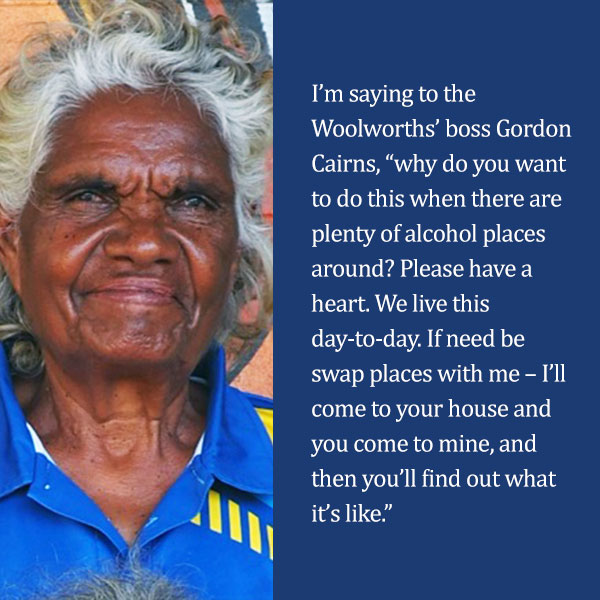 I’m saying to the
Woolworths’ boss Gordon
Cairns, “why do you want
to do this when there are
plenty of alcohol places
around? Please have a
heart. We live this
day-to-day. If need be
swap places with me – I’ll
come to your house and
you come to mine, and
then you’ll find out what
it’s like.”